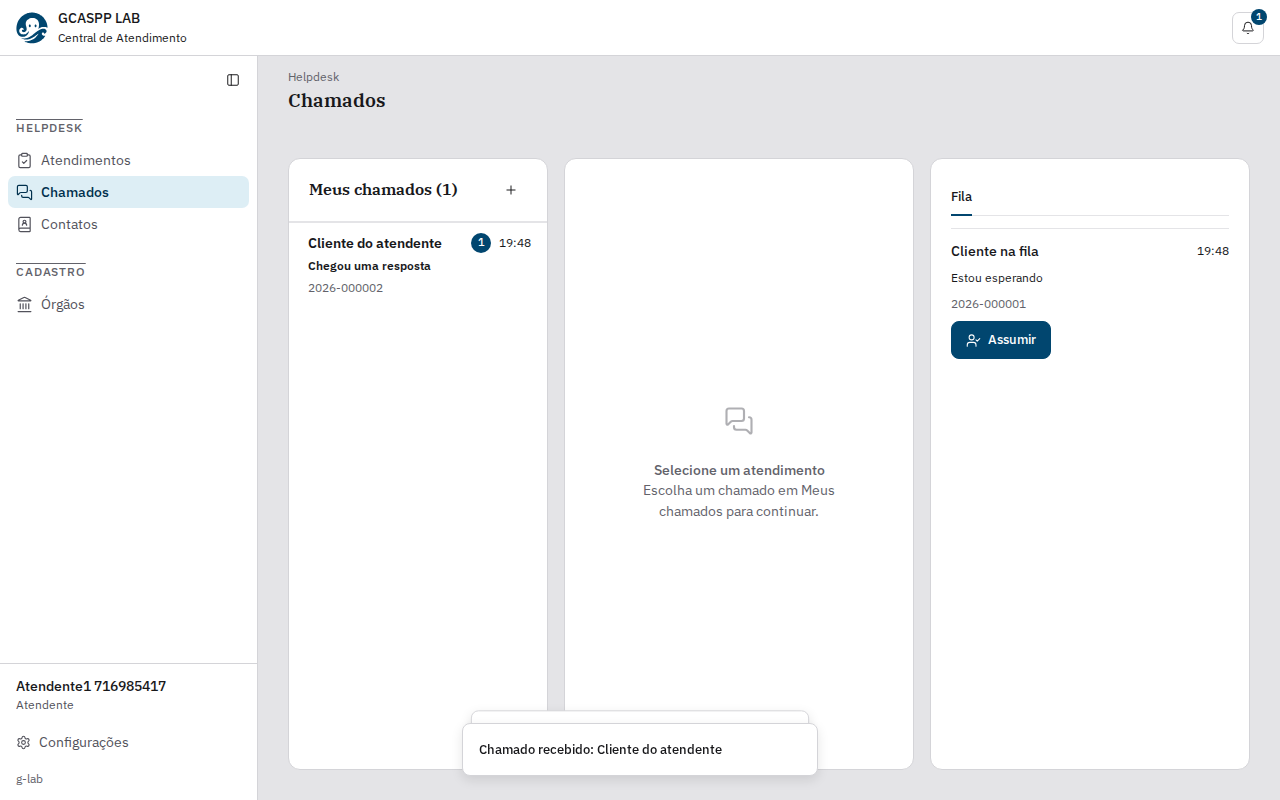 GCASPP LAB
Central de Atendimento
1
HELPDESK
Atendimentos
Chamados
Contatos
CADASTRO
Órgãos
Atendente1 716985417
Atendente
Configurações
g-lab
Helpdesk
Chamados
Meus chamados (1)
Cliente do atendente 1 19:48
Chegou uma resposta
2026-000002
Selecione um atendimento
Escolha um chamado em Meus
chamados para continuar.
Fila
Cliente na fila 19:48
Estou esperando
2026-000001
Assumir
Chamado recebido: Cliente do atendente